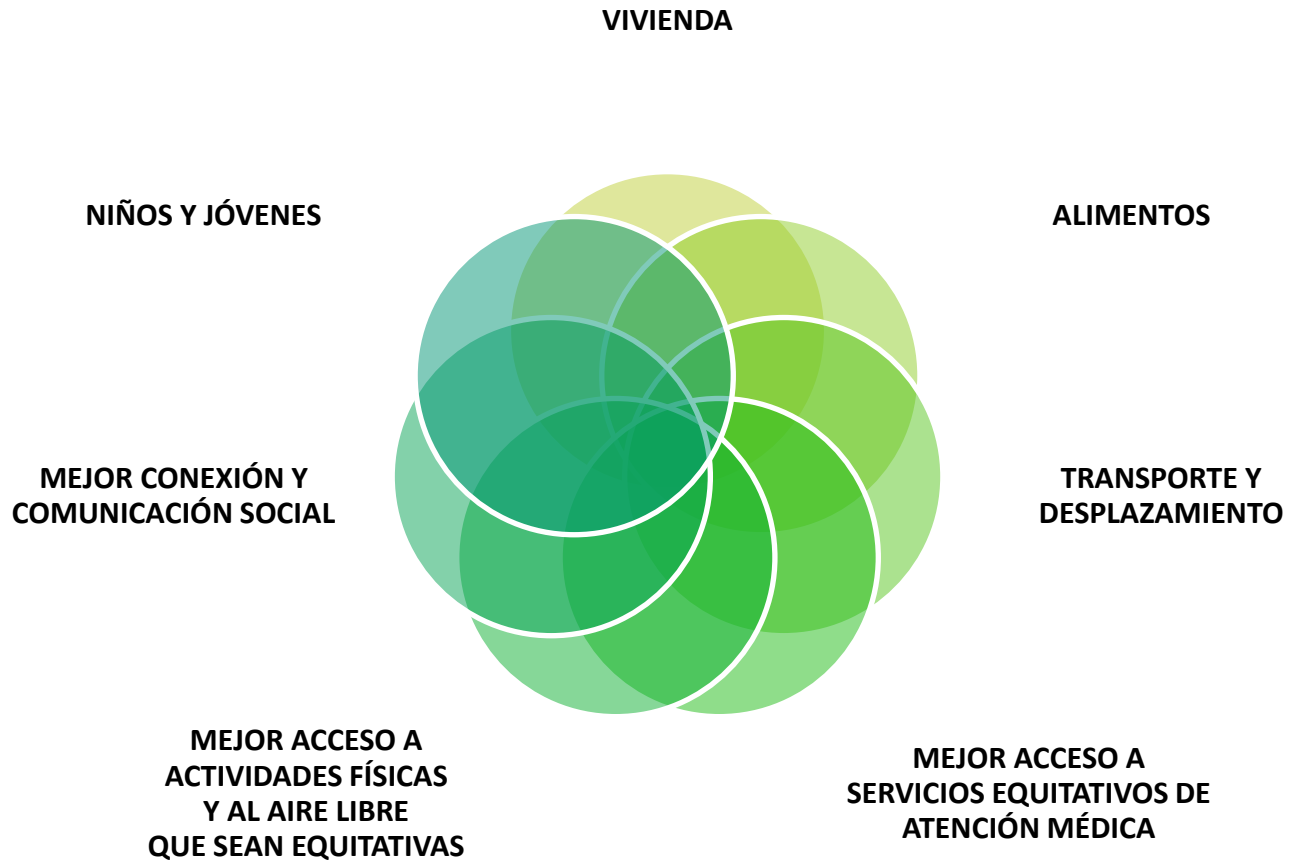 VIVIENDA
NIÑOS Y JÓVENES
ALIMENTOS
MEJOR CONEXIÓN Y
COMUNICACIÓN SOCIAL
TRANSPORTE Y
DESPLAZAMIENTO
MEJOR ACCESO A
ACTIVIDADES FÍSICAS
Y AL AIRE LIBRE
QUE SEAN EQUITATIVAS
MEJOR ACCESO A
SERVICIOS EQUITATIVOS DE
ATENCIÓN MÉDICA